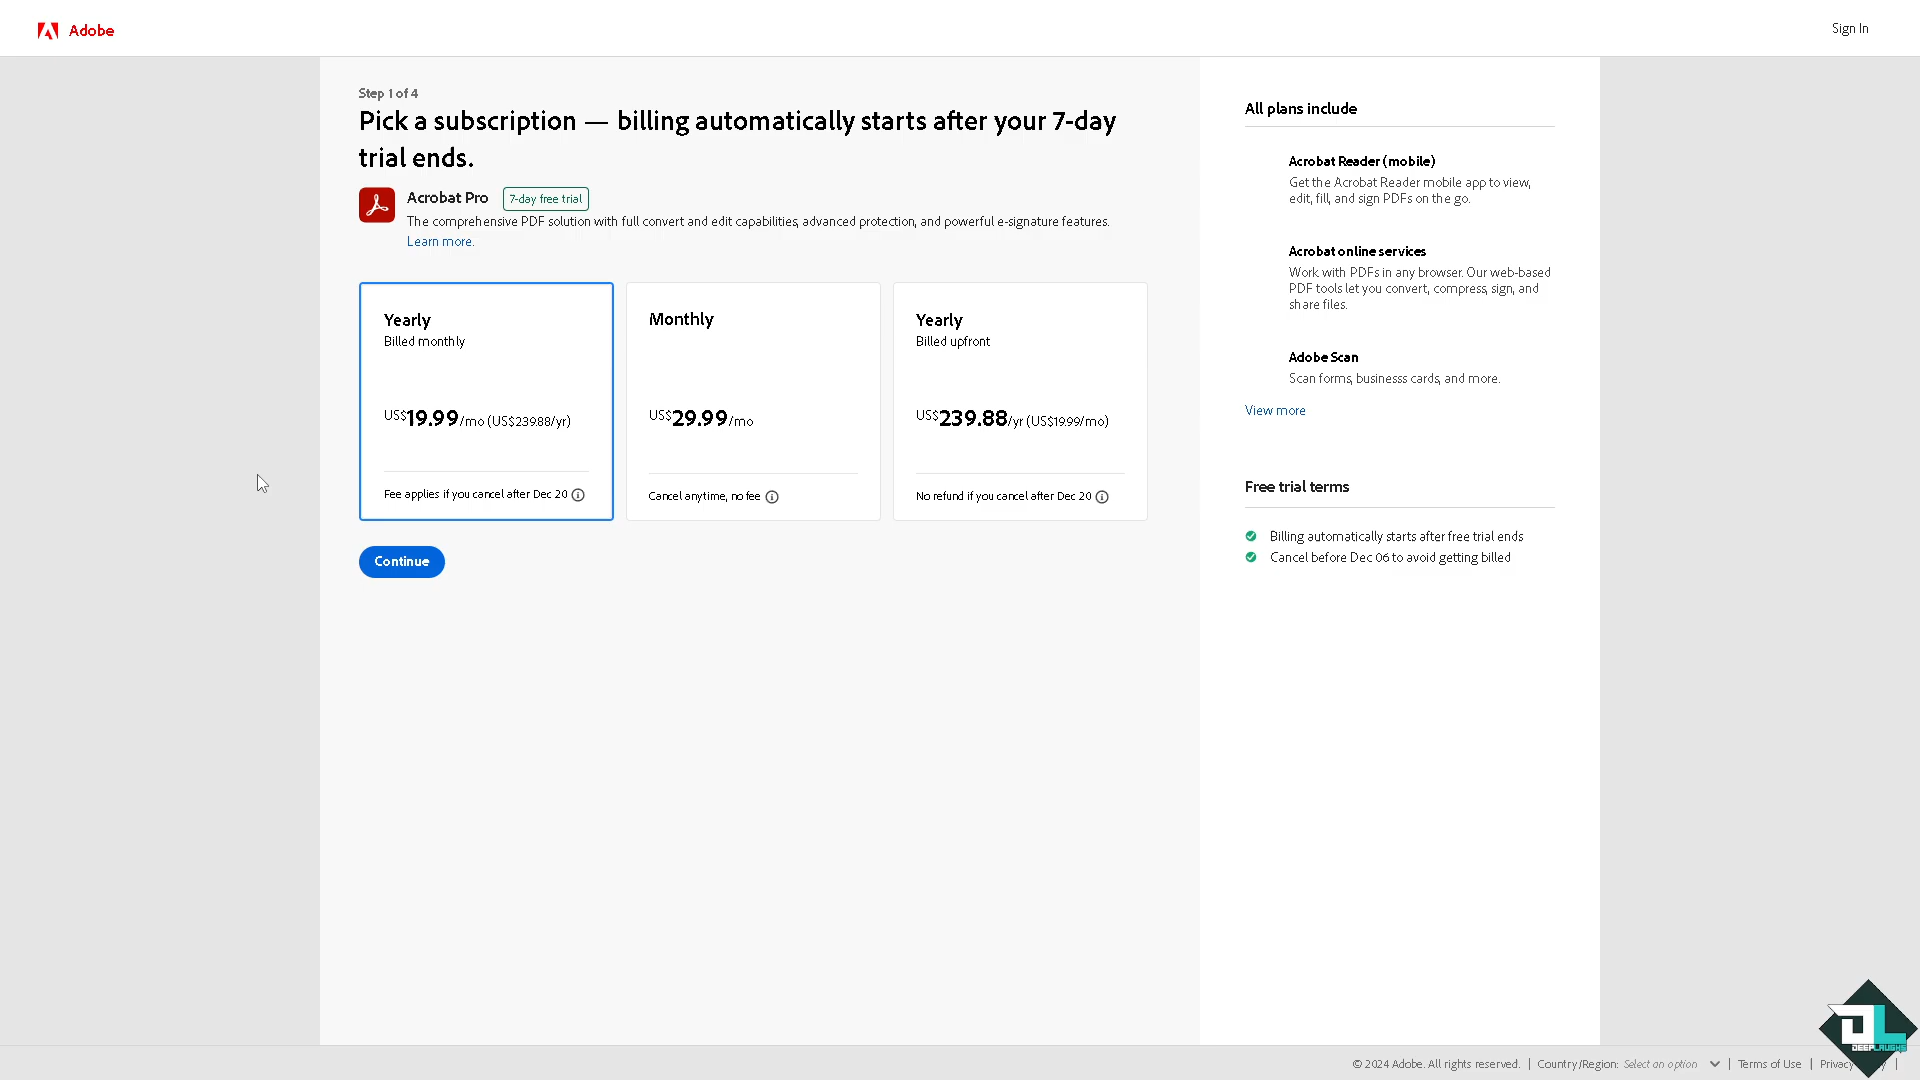 Adobe
Sign In
Step 1 of 4
Pick a subscription — billing automatically starts after your 7-day
trial ends.
Acrobat Pro
7-day free trial
The comprehensive PDF solution with full convert and edit capabilities, advanced protection, and powerful e-signature features.
Learn more.
Yearly
Billed monthly
US$19.99/mo (US$239.88/yr)
Fee applies if you cancel after Dec 20
Monthly
US$29.99/mo
Cancel anytime, no fee
Yearly
Billed upfront
US$239.88/yr (US$19.99/mo)
No refund if you cancel after Dec 20
Continue
All plans include
Acrobat Reader (mobile)
Get the Acrobat Reader mobile app to view,
edit, fill, and sign PDFs on the go.
Acrobat online services
Work with PDFs in any browser. Our web-based
PDF tools let you convert, compress, sign, and
share files.
Adobe Scan
Scan forms, businesss cards, and more.
View more
Free trial terms
Billing automatically starts after free trial ends
Cancel before Dec 06 to avoid getting billed
DEEPLAUGHS
© 2024 Adobe. All rights reserved. | Country/Region: Select an option | Terms of Use | Privacy